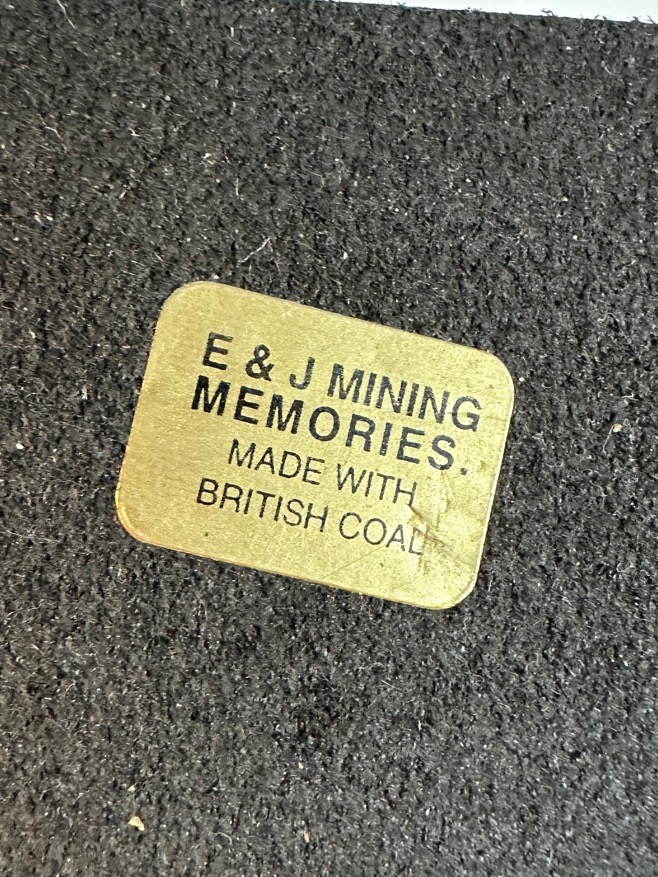 E & J MINING
MEMORIES.
MADE WITH
BRITISH COAL